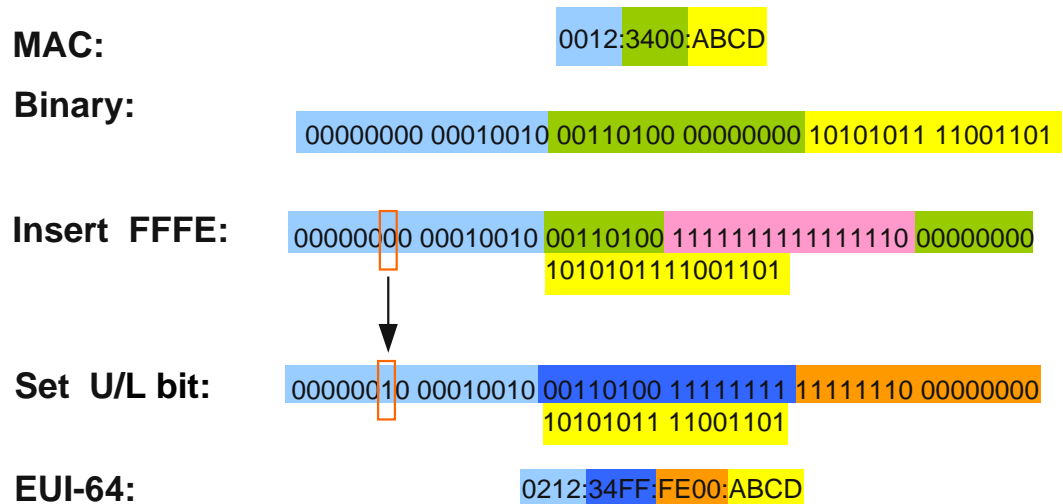 MAC: 0012:3400:ABCD
Binary:
00000000 00010010 00110100 00000000 10101011 11001101
Insert FFFE: 00000000 00010010 00110100 1111111111111110 00000000
1010101111001101
Set U/L bit: 00000010 00010010 00110100 11111111 11111110 00000000
10101011 11001101
EUI-64: 0212:34FF:FE00:ABCD